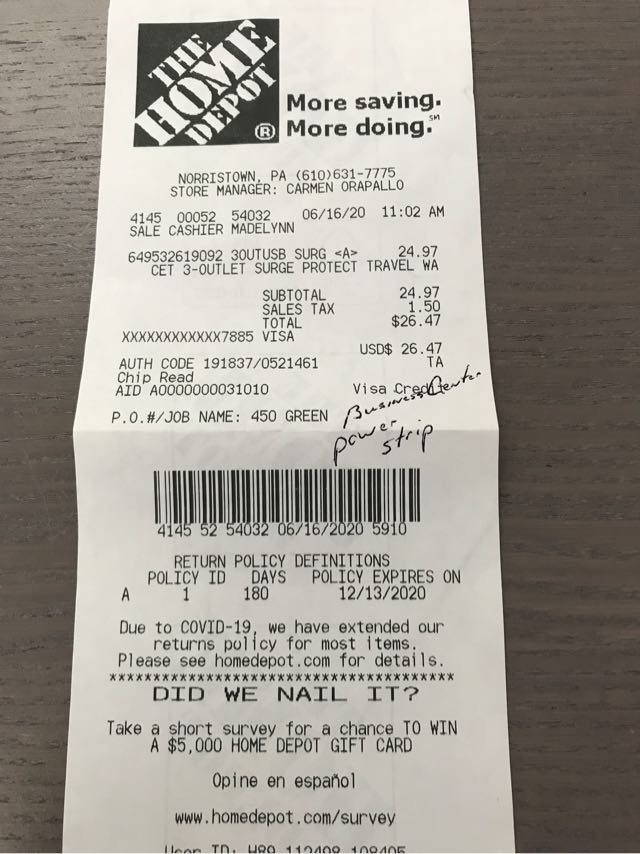 THE
HOME
DEPOT
®
More saving.
More doing.℠
NORRISTOWN, PA (610)631-7775
STORE MANAGER: CARMEN ORAPALLO
4145 00052 54032 06/16/20 11:02 AM
SALE CASHIER MADELYNN
649532619092 3OUTUSB SURG <A> 24.97
CET 3-OUTLET SURGE PROTECT TRAVEL WA
SUBTOTAL 24.97
SALES TAX 1.50
TOTAL $26.47
XXXXXXXXXXXX7885 VISA
USD$ 26.47
AUTH CODE 191837/0521461 TA
Chip Read
AID A0000000031010 Visa Credit
P.O.#/JOB NAME: 450 GREEN
Business Center
power
strip
4145 52 54032 06/16/2020 5910
RETURN POLICY DEFINITIONS
POLICY ID DAYS POLICY EXPIRES ON
A 1 180 12/13/2020
Due to COVID-19, we have extended our
returns policy for most items.
Please see homedepot.com for details.
*******************************************
DID WE NAIL IT?
Take a short survey for a chance TO WIN
A $5,000 HOME DEPOT GIFT CARD
Opine en español
www.homedepot.com/survey
User ID: H89 112408 108405